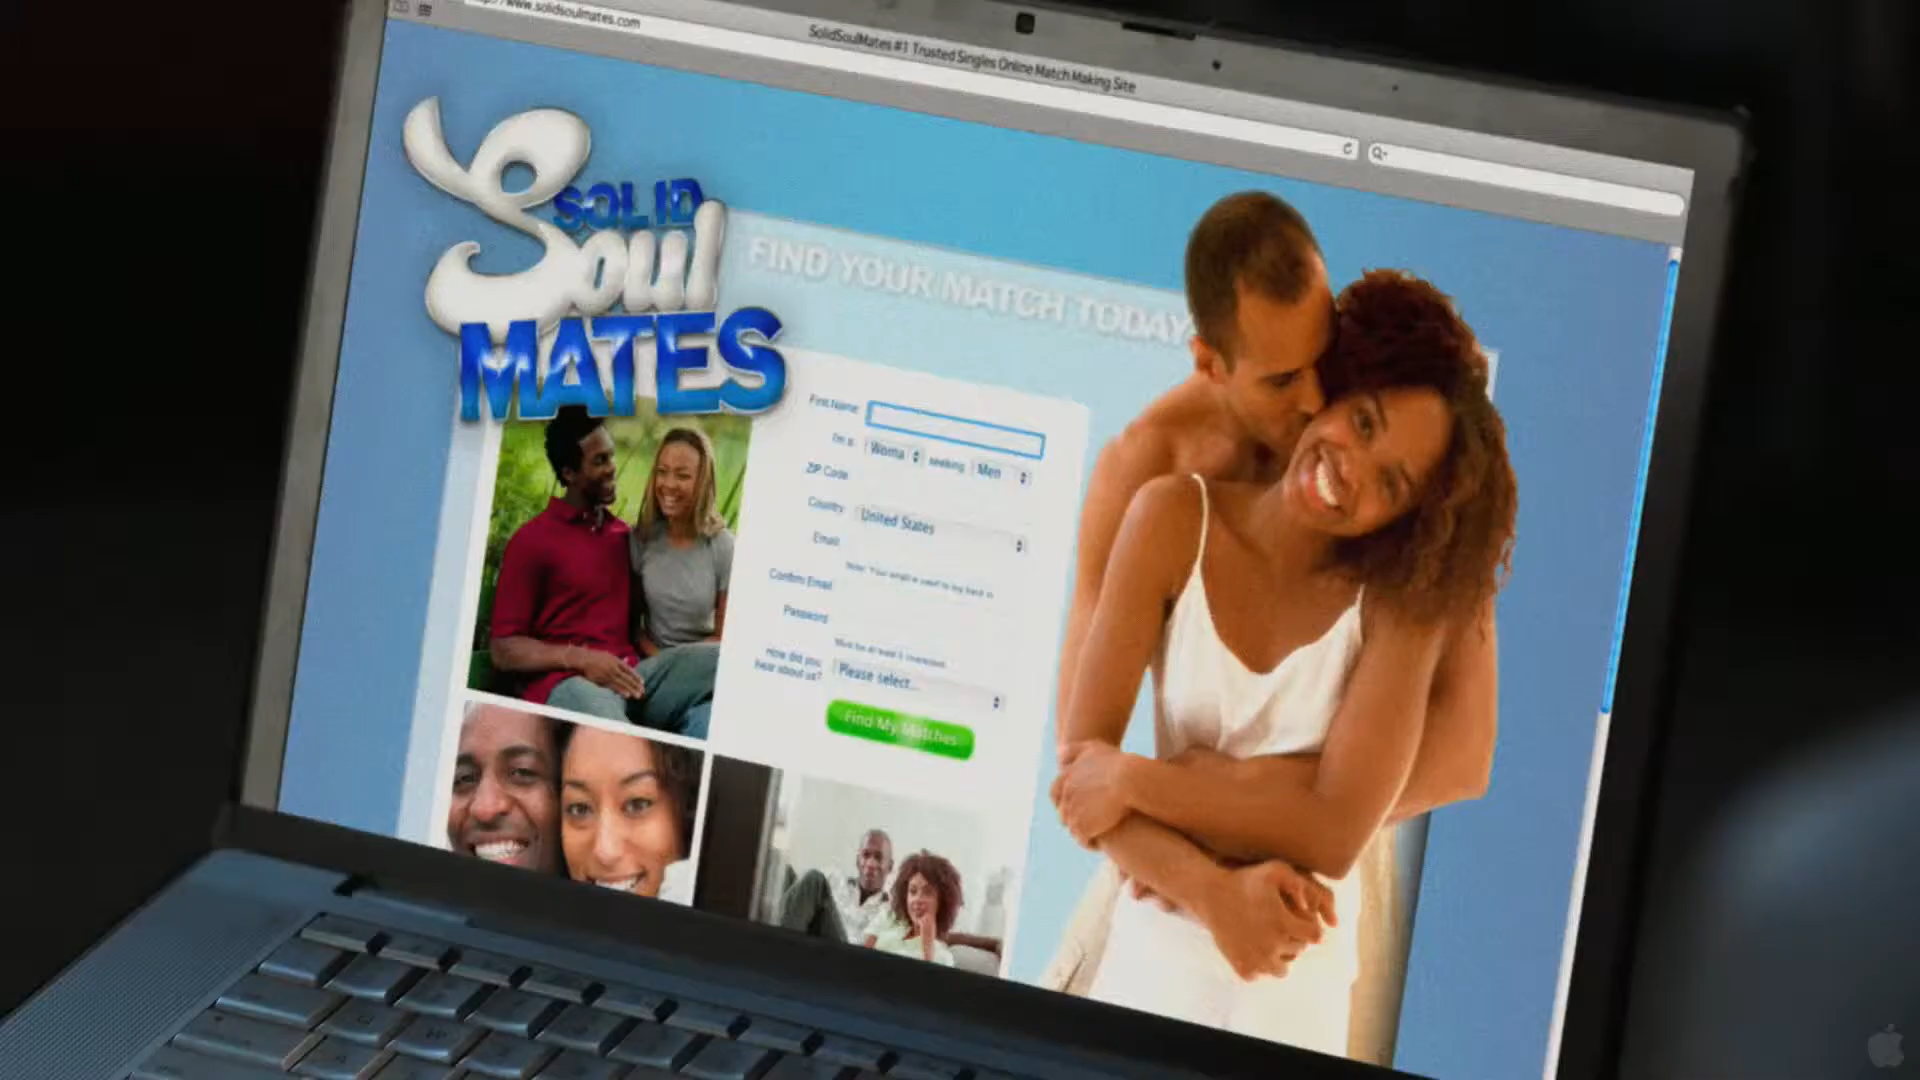 www.solidsoulmates.com
SolidSoulMates #1 Trusted Singles Online Match Making Site
SOLID
Soul
MATES
FIND YOUR MATCH TODAY
First Name
I'm a Woma seeking Men
ZIP Code
Country United States
Email
Confirm Email
Password
How did you
hear about us?
Please select...
Find My Matches